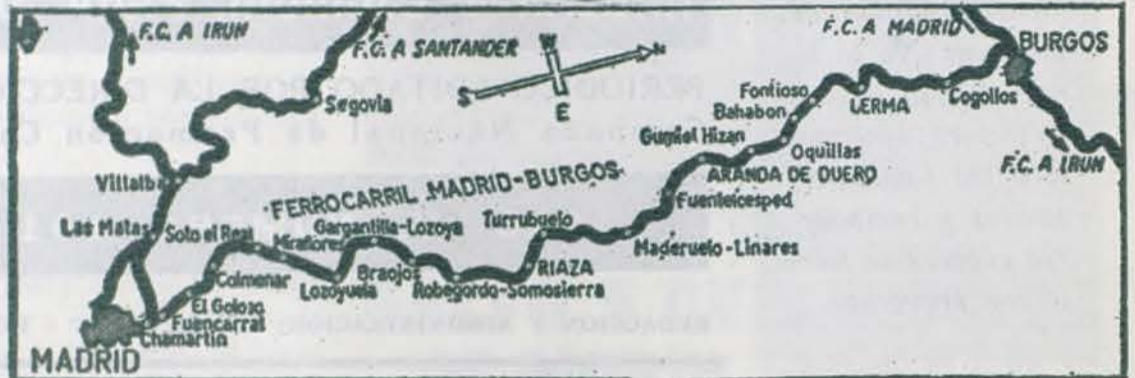 F.C. A IRUN
F.C. A SANTANDER
W
N
S
E
F.C. A MADRID
BURGOS
Segovia
Fontioso
Bahabon
LERMA
Cogollos
Gumiel Hizan
Oquillas
F.C. A IRUN
Villalba
FERROCARRIL MADRID-BURGOS
ARANDA DE DUERO
Fuentelcesped
Las Matas
Soto el Real
Miraflores
Gargantilla-Lozoya
Turrubuelo
Maderuelo-Linares
Colmenar
Lozoyuela
Braojos
Robegordo-Somosierra
RIAZA
El Goloso
Fuencarral
Chamartin
MADRID